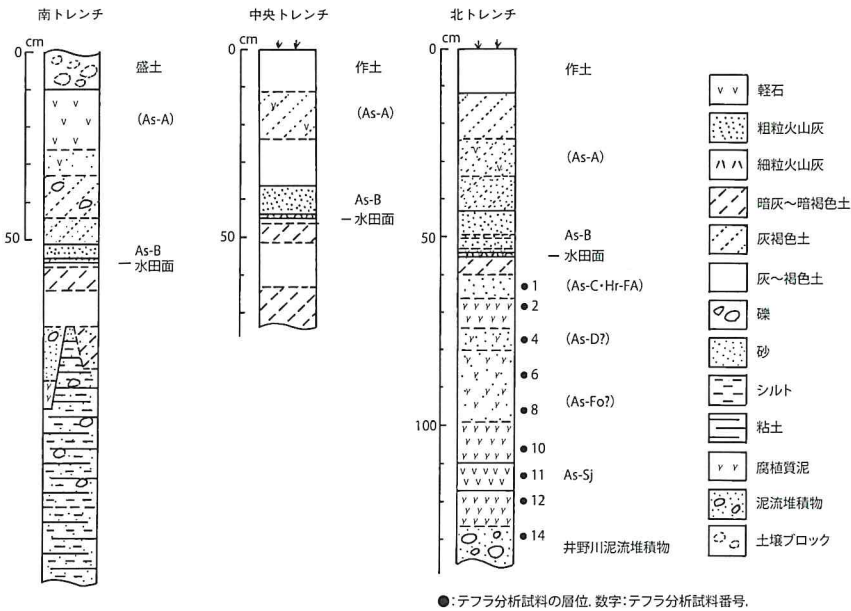 南トレンチ
cm
0
50
盛土
(As-A)
As-B
水田面
中央トレンチ
cm
0
50
作土
(As-A)
As-B
水田面
北トレンチ
cm
0
50
100
作土
(As-A)
As-B
水田面
1
(As-C・Hr-FA)
2
4
(As-D?)
6
8
(As-Fo?)
10
11
As-Sj
12
14
井野川泥流堆積物
軽石
粗粒火山灰
細粒火山灰
暗灰～暗褐色土
灰褐色土
灰～褐色土
礫
砂
シルト
粘土
腐植質泥
泥流堆積物
土壌ブロック
●:テフラ分析試料の層位. 数字:テフラ分析試料番号.